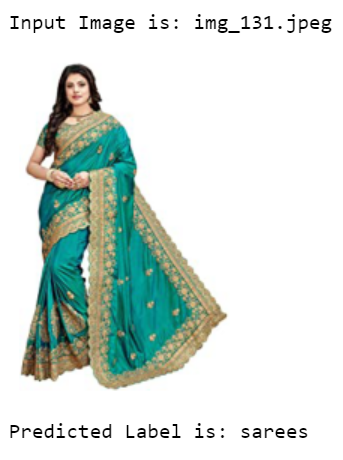 Input Image is: img_131.jpeg
Predicted Label is: sarees